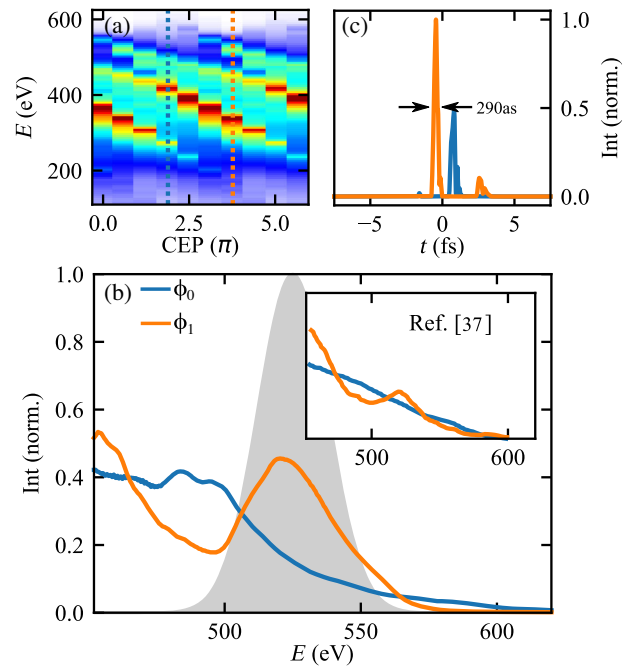 (a)
600
400
200
E (eV)
0.0
2.5
5.0
CEP (π)
(c)
290as
1.0
0.5
0.0
Int (norm.)
−5
0
5
t (fs)
(b)
ϕ0
ϕ1
1.0
0.8
0.6
0.4
0.2
0.0
Int (norm.)
500
550
600
E (eV)
Ref. [37]
500
600